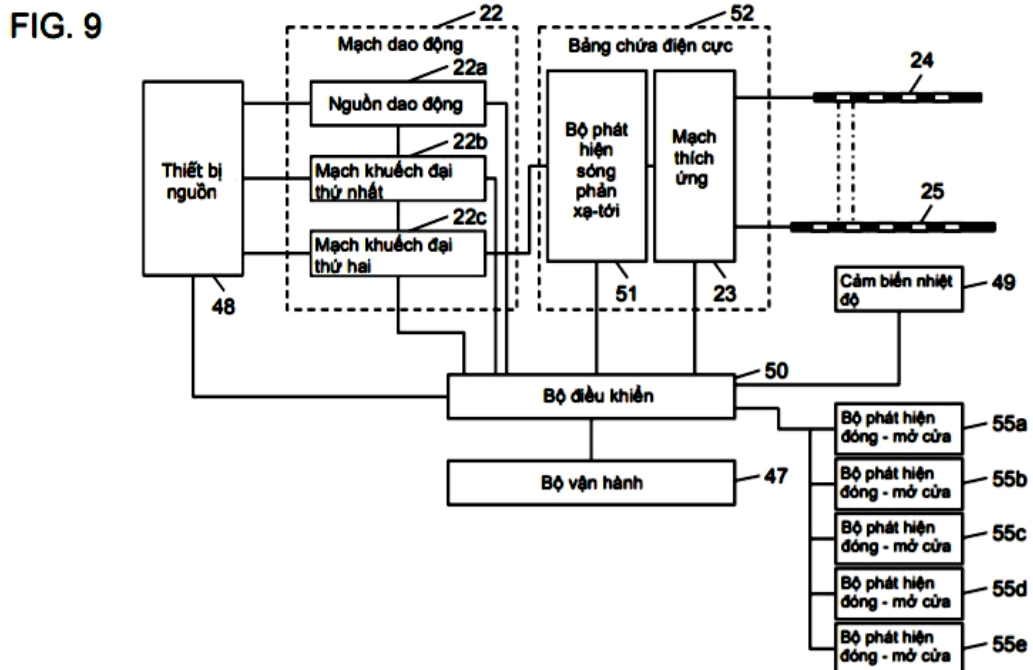 FIG. 9
22
52
Mạch dao động
Bảng chứa điện cực
22a
24
Nguồn dao động
22b
Mạch khuếch đại
thứ nhất
Thiết bị
nguồn
Bộ phát
hiện
sóng
phản
xạ-tới
Mạch
thích
ứng
22c
25
Mạch khuếch đại
thứ hai
48
51
23
Cảm biến nhiệt
độ
49
50
Bộ điều khiển
Bộ phát hiện
đóng - mở cửa
55a
Bộ vận hành
47
Bộ phát hiện
đóng - mở cửa
55b
Bộ phát hiện
đóng - mở cửa
55c
Bộ phát hiện
đóng - mở cửa
55d
Bộ phát hiện
đóng - mở cửa
55e